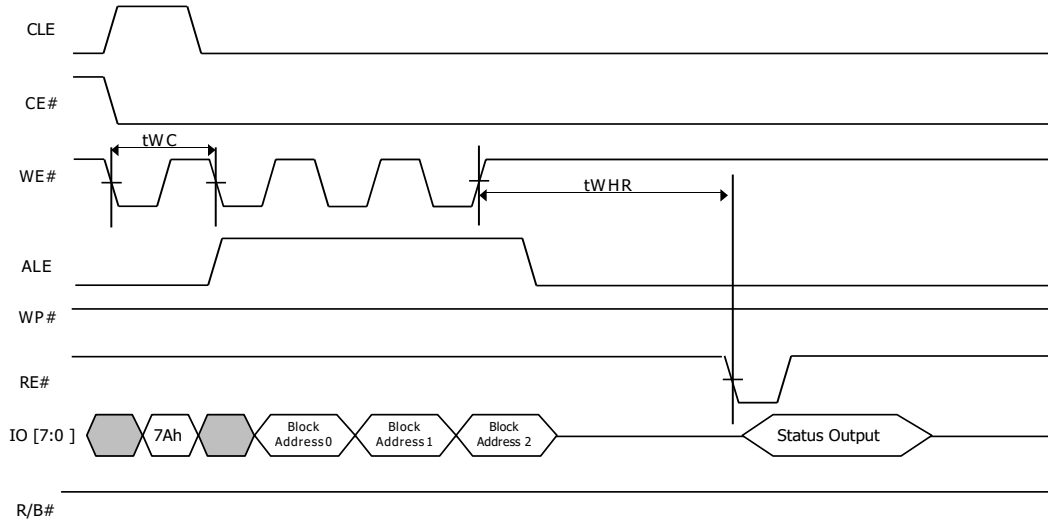 CLE
CE#
tWC
WE#
tWHR
ALE
WP#
RE#
IO [7:0 ]
7Ah
Block
Address0
Block
Address1
Block
Address 2
Status Output
R/B#